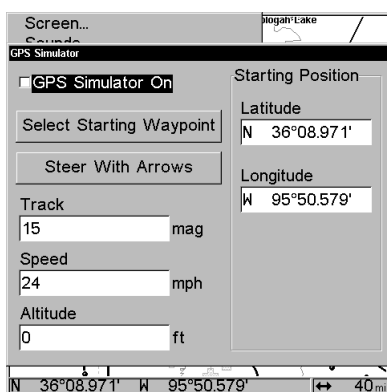 Screen...
Sounds...
GPS Simulator
GPS Simulator On
Select Starting Waypoint
Steer With Arrows
Track
15 mag
Speed
24 mph
Altitude
0 ft
Starting Position
Latitude
N 36°08.971'
Longitude
W 95°50.579'
N 36°08.971' W 95°50.579' ↔ 40 mi